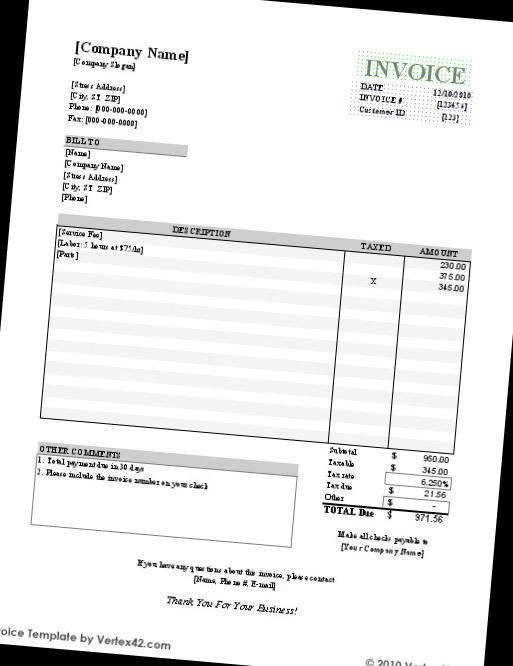 [Company Name]
[Company Slogan]
INVOICE
[Street Address]
[City, ST ZIP]
Phone: [000-000-0000]
Fax: [000-000-0000]
DATE 12/10/2010
INVOICE # [123456]
Customer ID [123]
BILL TO
[Name]
[Company Name]
[Street Address]
[City, ST ZIP]
[Phone]
DESCRIPTION TAXED AMOUNT
[Service Fee] 230.00
[Labor: 5 hours at $75/hr] 375.00
[Parts] X 345.00
Subtotal $ 950.00
Taxable $ 345.00
Tax rate 6.250%
Tax due $ 21.56
Other $ -
TOTAL Due $ 971.56
OTHER COMMENTS
1. Total payment due in 30 days
2. Please include the invoice number on your check
Make all checks payable to
[Your Company Name]
If you have any questions about this invoice, please contact
[Name, Phone #, E-mail]
Thank You For Your Business!
voice Template by Vertex42.com
© 2010